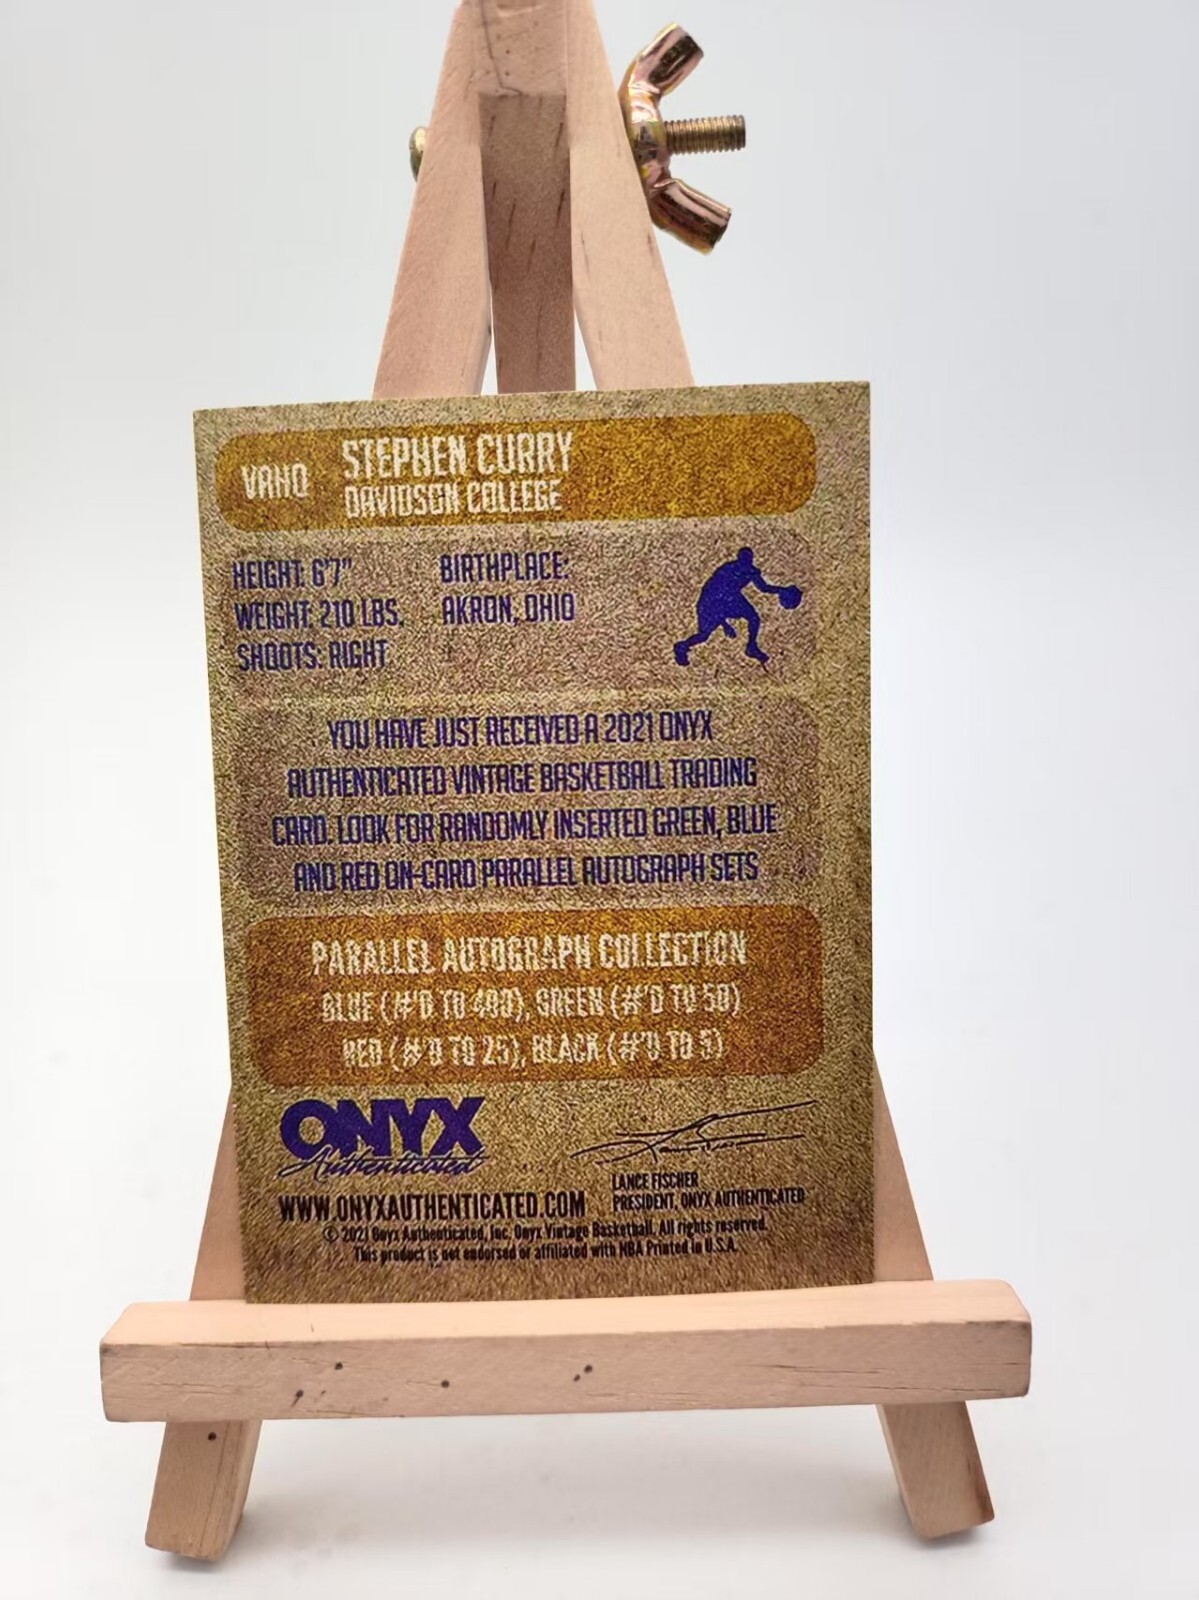 VAHO
STEPHEN CURRY
DAVIDSON COLLEGE
HEIGHT: 6'7"
WEIGHT: 210 LBS.
SHOOTS: RIGHT
BIRTHPLACE:
AKRON, OHIO
YOU HAVE JUST RECEIVED A 2021 ONYX
AUTHENTICATED VINTAGE BASKETBALL TRADING
CARD. LOOK FOR RANDOMLY INSERTED GREEN, BLUE
AND RED ON-CARD PARALLEL AUTOGRAPH SETS
PARALLEL AUTOGRAPH COLLECTION
BLUE (#'D TO 400), GREEN (#'D TO 50)
RED (#'D TO 25), BLACK (#'D TO 5)
ONYX
Authenticated
WWW.ONYXAUTHENTICATED.COM
LANCE FISCHER
PRESIDENT, ONYX AUTHENTICATED
© 2021 Onyx Authenticated, Inc. Onyx Vintage Basketball. All rights reserved.
This product is not endorsed or affiliated with NBA Printed in U.S.A.